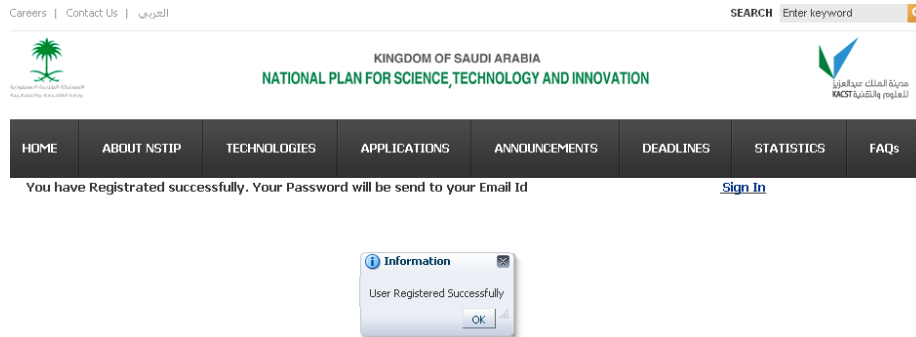 Careers | Contact Us | العربي
SEARCH Enter keyword
KINGDOM OF SAUDI ARABIA
NATIONAL PLAN FOR SCIENCE,TECHNOLOGY AND INNOVATION
مدينة الملك عبدالعزيز
للعلوم والتقنية KACST
HOME ABOUT NSTIP TECHNOLOGIES APPLICATIONS ANNOUNCEMENTS DEADLINES STATISTICS FAQs
You have Registrated successfully. Your Password will be send to your Email Id Sign In
Information
User Registered Successfully
OK